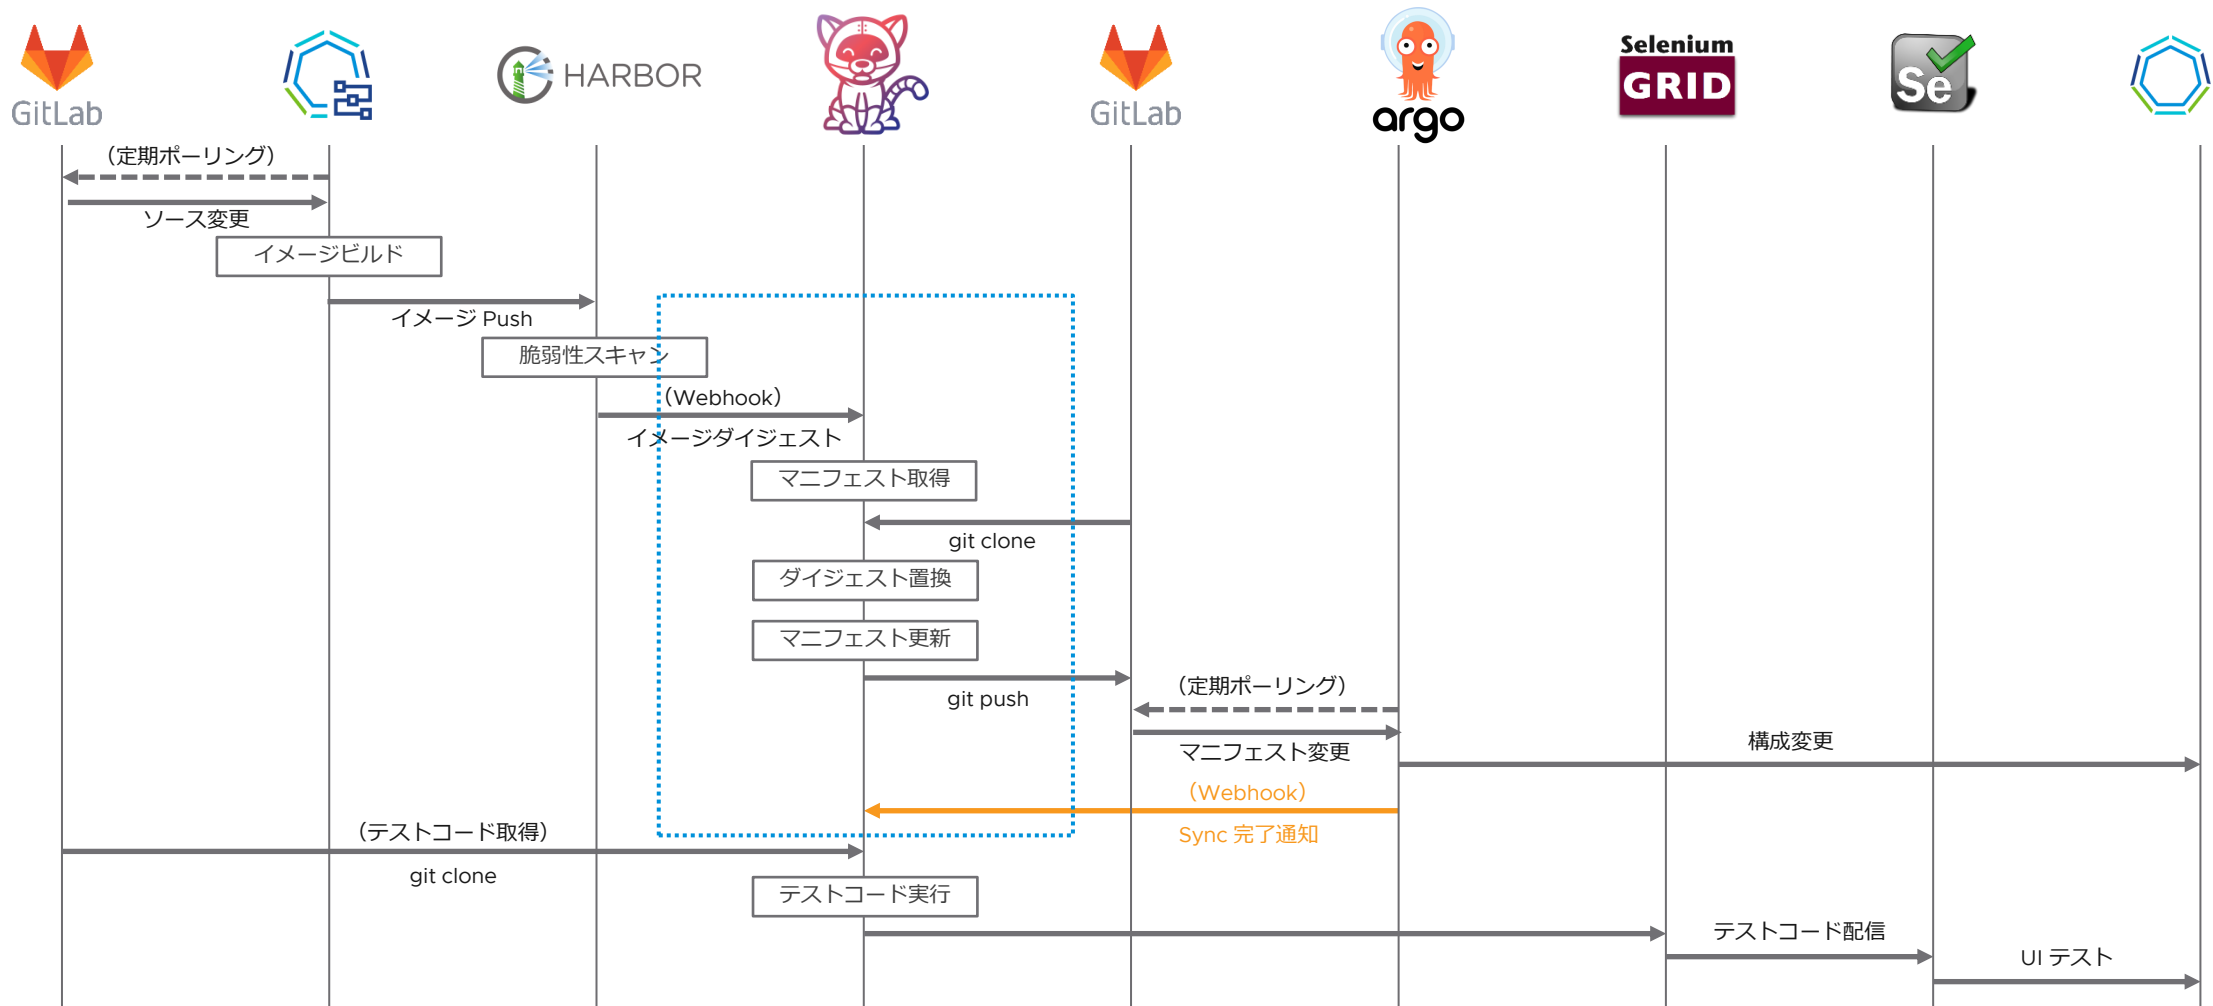 GitLab
HARBOR
GitLab
argo
Selenium
GRID
Se
（定期ポーリング）
ソース変更
イメージビルド
イメージ Push
脆弱性スキャン
（Webhook）
イメージダイジェスト
マニフェスト取得
git clone
ダイジェスト置換
マニフェスト更新
git push
（定期ポーリング）
マニフェスト変更
構成変更
（Webhook）
Sync 完了通知
（テストコード取得）
git clone
テストコード実行
テストコード配信
UI テスト